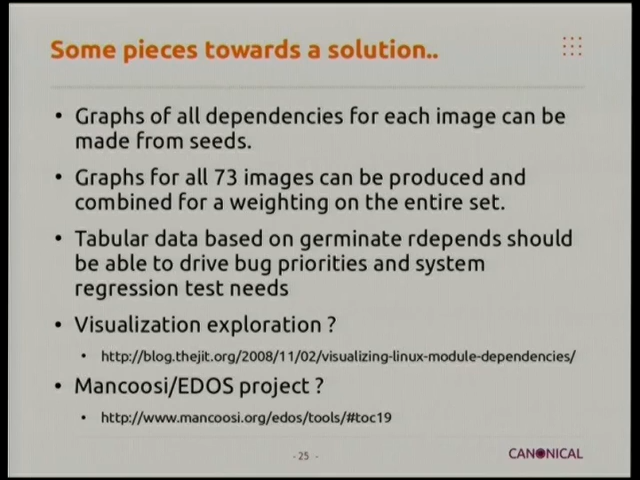 Some pieces towards a solution..
• Graphs of all dependencies for each image can be
made from seeds.
• Graphs for all 73 images can be produced and
combined for a weighting on the entire set.
• Tabular data based on germinate rdepends should
be able to drive bug priorities and system
regression test needs
• Visualization exploration ?
• http://blog.thejit.org/2008/11/02/visualizing-linux-module-dependencies/
• Mancoosi/EDOS project ?
• http://www.mancoosi.org/edos/tools/#toc19
- 25 -
CANONICAL